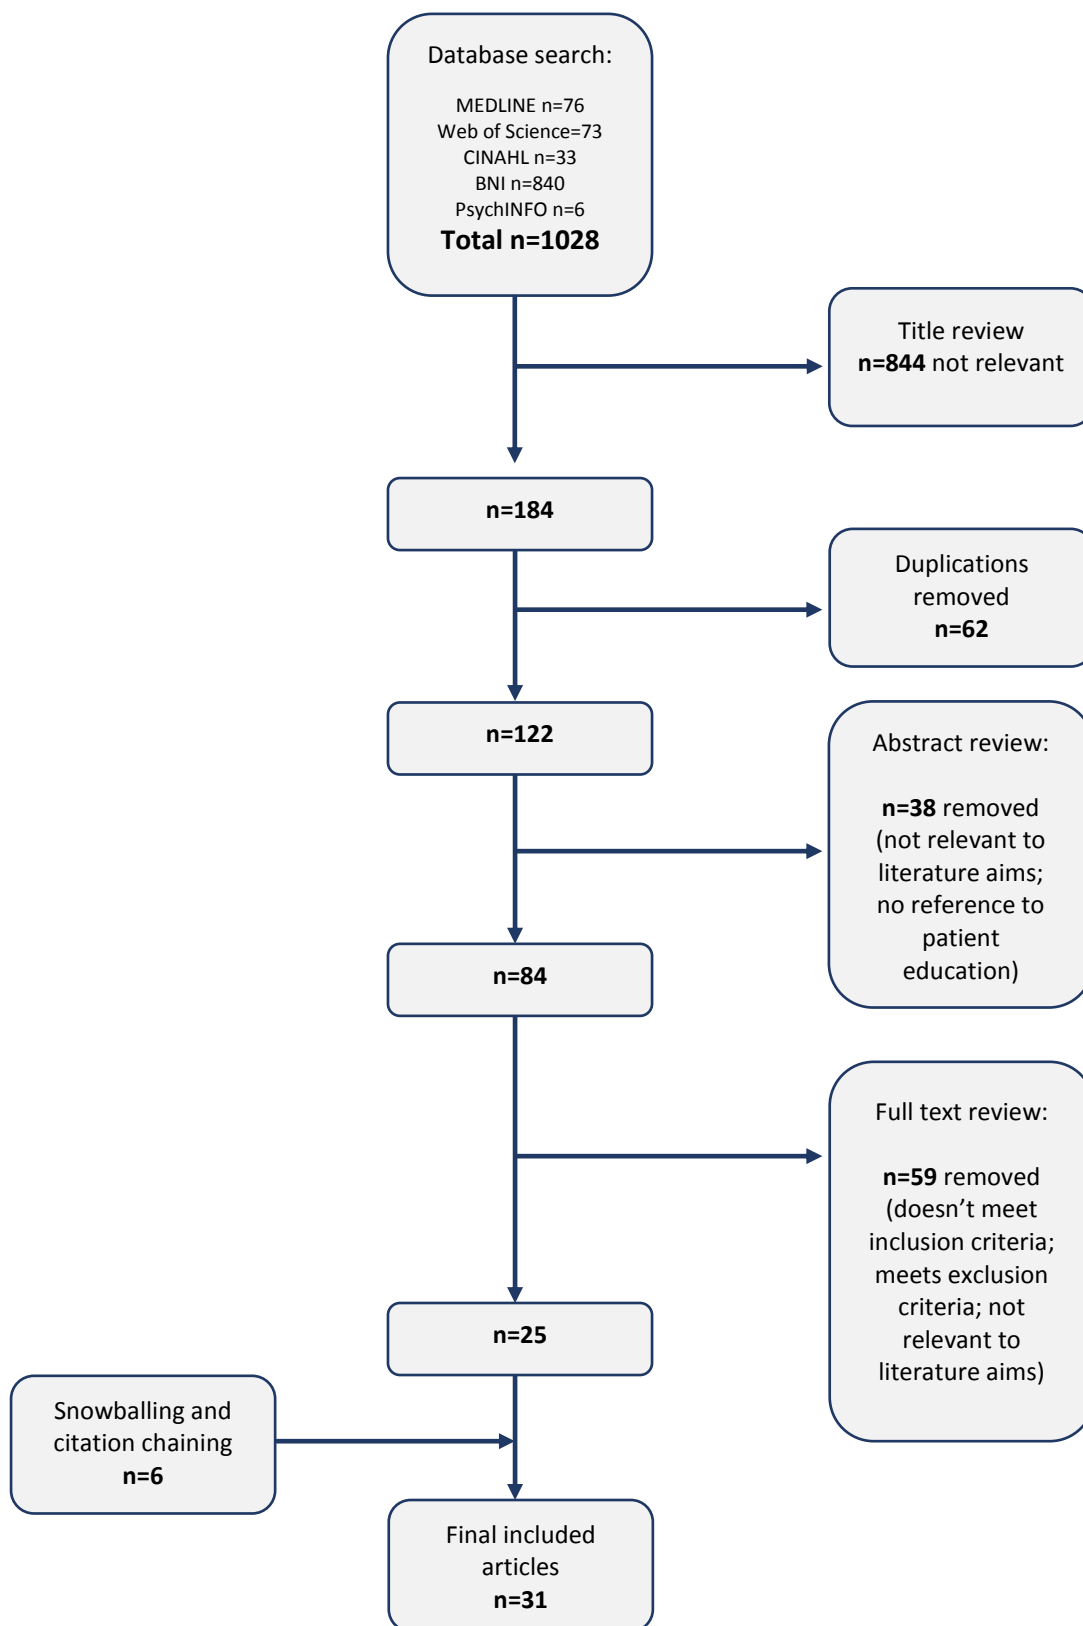 Database search:
MEDLINE n=76
Web of Science=73
CINAHL n=33
BNI n=840
PsychINFO n=6
Total n=1028
Title review
n=844 not relevant
n=184
Duplications
removed
n=62
n=122
Abstract review:
n=38 removed
(not relevant to
literature aims;
no reference to
patient
education)
n=84
Full text review:
n=59 removed
(doesn’t meet
inclusion criteria;
meets exclusion
criteria; not
relevant to
literature aims)
n=25
Snowballing and
citation chaining
n=6
Final included
articles
n=31